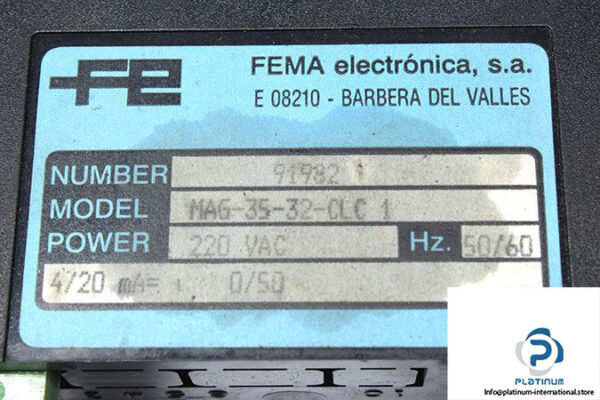 FE
FEMA electrónica, s.a.
E 08210 - BARBERA DEL VALLES
NUMBER 91982
MODEL MAG-35-32-CLC 1
POWER 220 VAC Hz. 50/60
4/20 mA= 0/50
PLATINUM
info@platinum-international.store